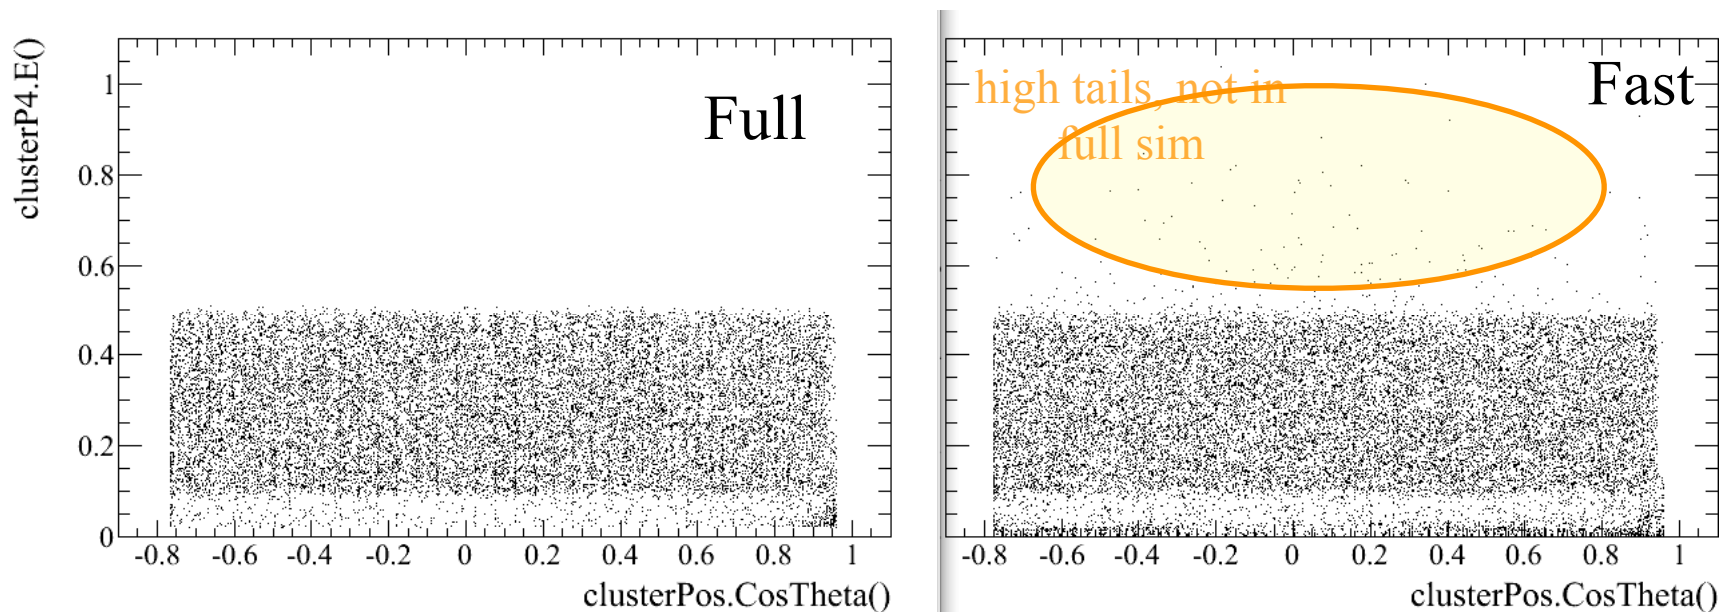 clusterP4.E()
Full
1
0.8
0.6
0.4
0.2
0
-0.8 -0.6 -0.4 -0.2 0 0.2 0.4 0.6 0.8 1
clusterPos.CosTheta()
high tails, not in
full sim
Fast
-0.8 -0.6 -0.4 -0.2 0 0.2 0.4 0.6 0.8 1
clusterPos.CosTheta()